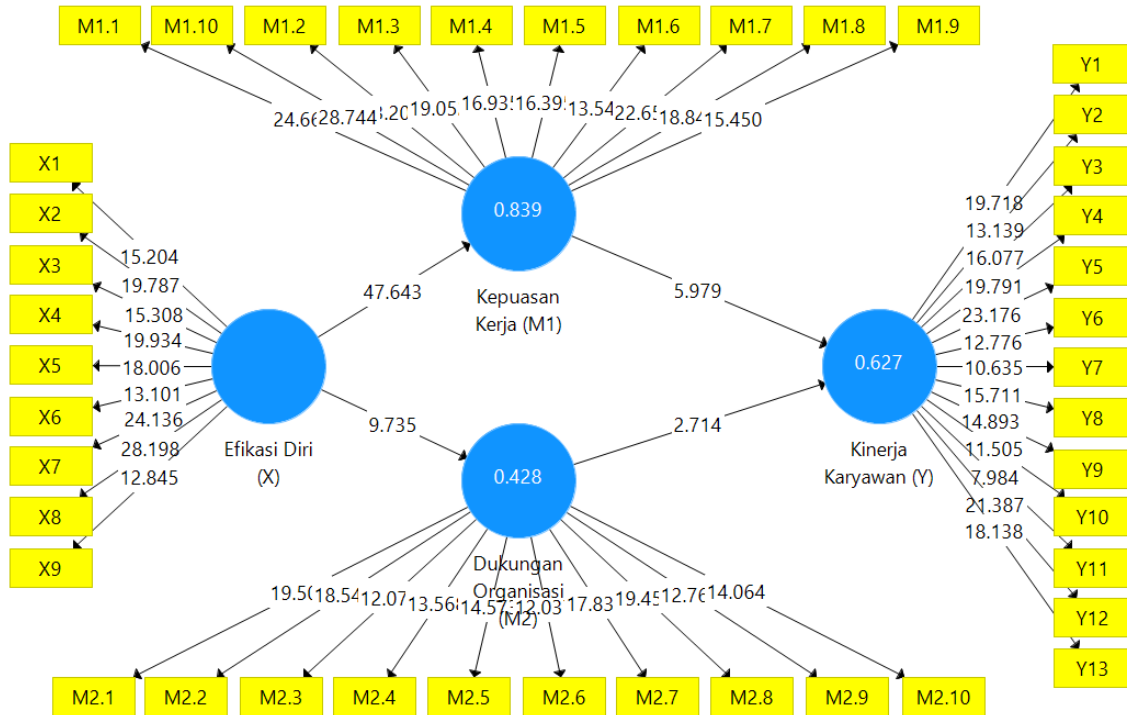 M1.1 M1.10 M1.2 M1.3 M1.4 M1.5 M1.6 M1.7 M1.8 M1.9
28.744 15.450
X1
X2
X3
X4
X5
X6
X7
X8
X9
15.204
19.787
15.308
19.934
18.006
13.101
24.136
28.198
12.845
Efikasi Diri
(X)
47.643
9.735
0.839
Kepuasan
Kerja (M1)
0.428
Dukungan
Organisasi
(M2)
5.979
2.714
0.627
Kinerja
Karyawan (Y)
19.718
13.139
16.077
19.791
23.176
12.776
10.635
15.711
14.893
11.505
7.984
21.387
18.138
Y1
Y2
Y3
Y4
Y5
Y6
Y7
Y8
Y9
Y10
Y11
Y12
Y13
14.064
M2.1 M2.2 M2.3 M2.4 M2.5 M2.6 M2.7 M2.8 M2.9 M2.10